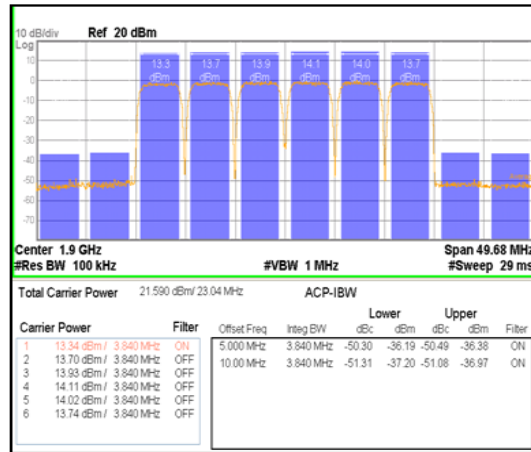 10 dB/div Ref 20 dBm
Log
10
0
-10
-20
-30
-40
-50
-60
-70
13.3 dBm
13.7 dBm
13.9 dBm
14.1 dBm
14.0 dBm
13.7 dBm
Center 1.9 GHz Span 49.68 MHz
#Res BW 100 kHz #VBW 1 MHz #Sweep 29 ms
Total Carrier Power 21.590 dBm/ 23.04 MHz ACP-IBW
Lower Upper
Carrier Power Filter Offset Freq Integ BW dBc dBm dBc dBm Filter
1 13.34 dBm / 3.840 MHz ON 5.000 MHz 3.840 MHz -50.30 -36.19 -50.49 -36.38 ON
2 13.70 dBm / 3.840 MHz OFF 10.00 MHz 3.840 MHz -51.31 -37.20 -51.08 -36.97 ON
3 13.93 dBm / 3.840 MHz OFF
4 14.11 dBm / 3.840 MHz OFF
5 14.02 dBm / 3.840 MHz OFF
6 13.74 dBm / 3.840 MHz OFF